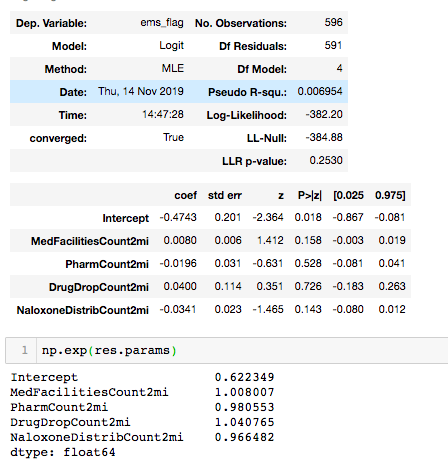 Dep. Variable: ems_flag No. Observations: 596
Model: Logit Df Residuals: 591
Method: MLE Df Model: 4
Date: Thu, 14 Nov 2019 Pseudo R-squ.: 0.006954
Time: 14:47:28 Log-Likelihood: -382.20
converged: True LL-Null: -384.88
LLR p-value: 0.2530
coef std err z P>|z| [0.025 0.975]
Intercept -0.4743 0.201 -2.364 0.018 -0.867 -0.081
MedFacilitiesCount2mi 0.0080 0.006 1.412 0.158 -0.003 0.019
PharmCount2mi -0.0196 0.031 -0.631 0.528 -0.081 0.041
DrugDropCount2mi 0.0400 0.114 0.351 0.726 -0.183 0.263
NaloxoneDistribCount2mi -0.0341 0.023 -1.465 0.143 -0.080 0.012
1 np.exp(res.params)
Intercept 0.622349
MedFacilitiesCount2mi 1.008007
PharmCount2mi 0.980553
DrugDropCount2mi 1.040765
NaloxoneDistribCount2mi 0.966482
dtype: float64